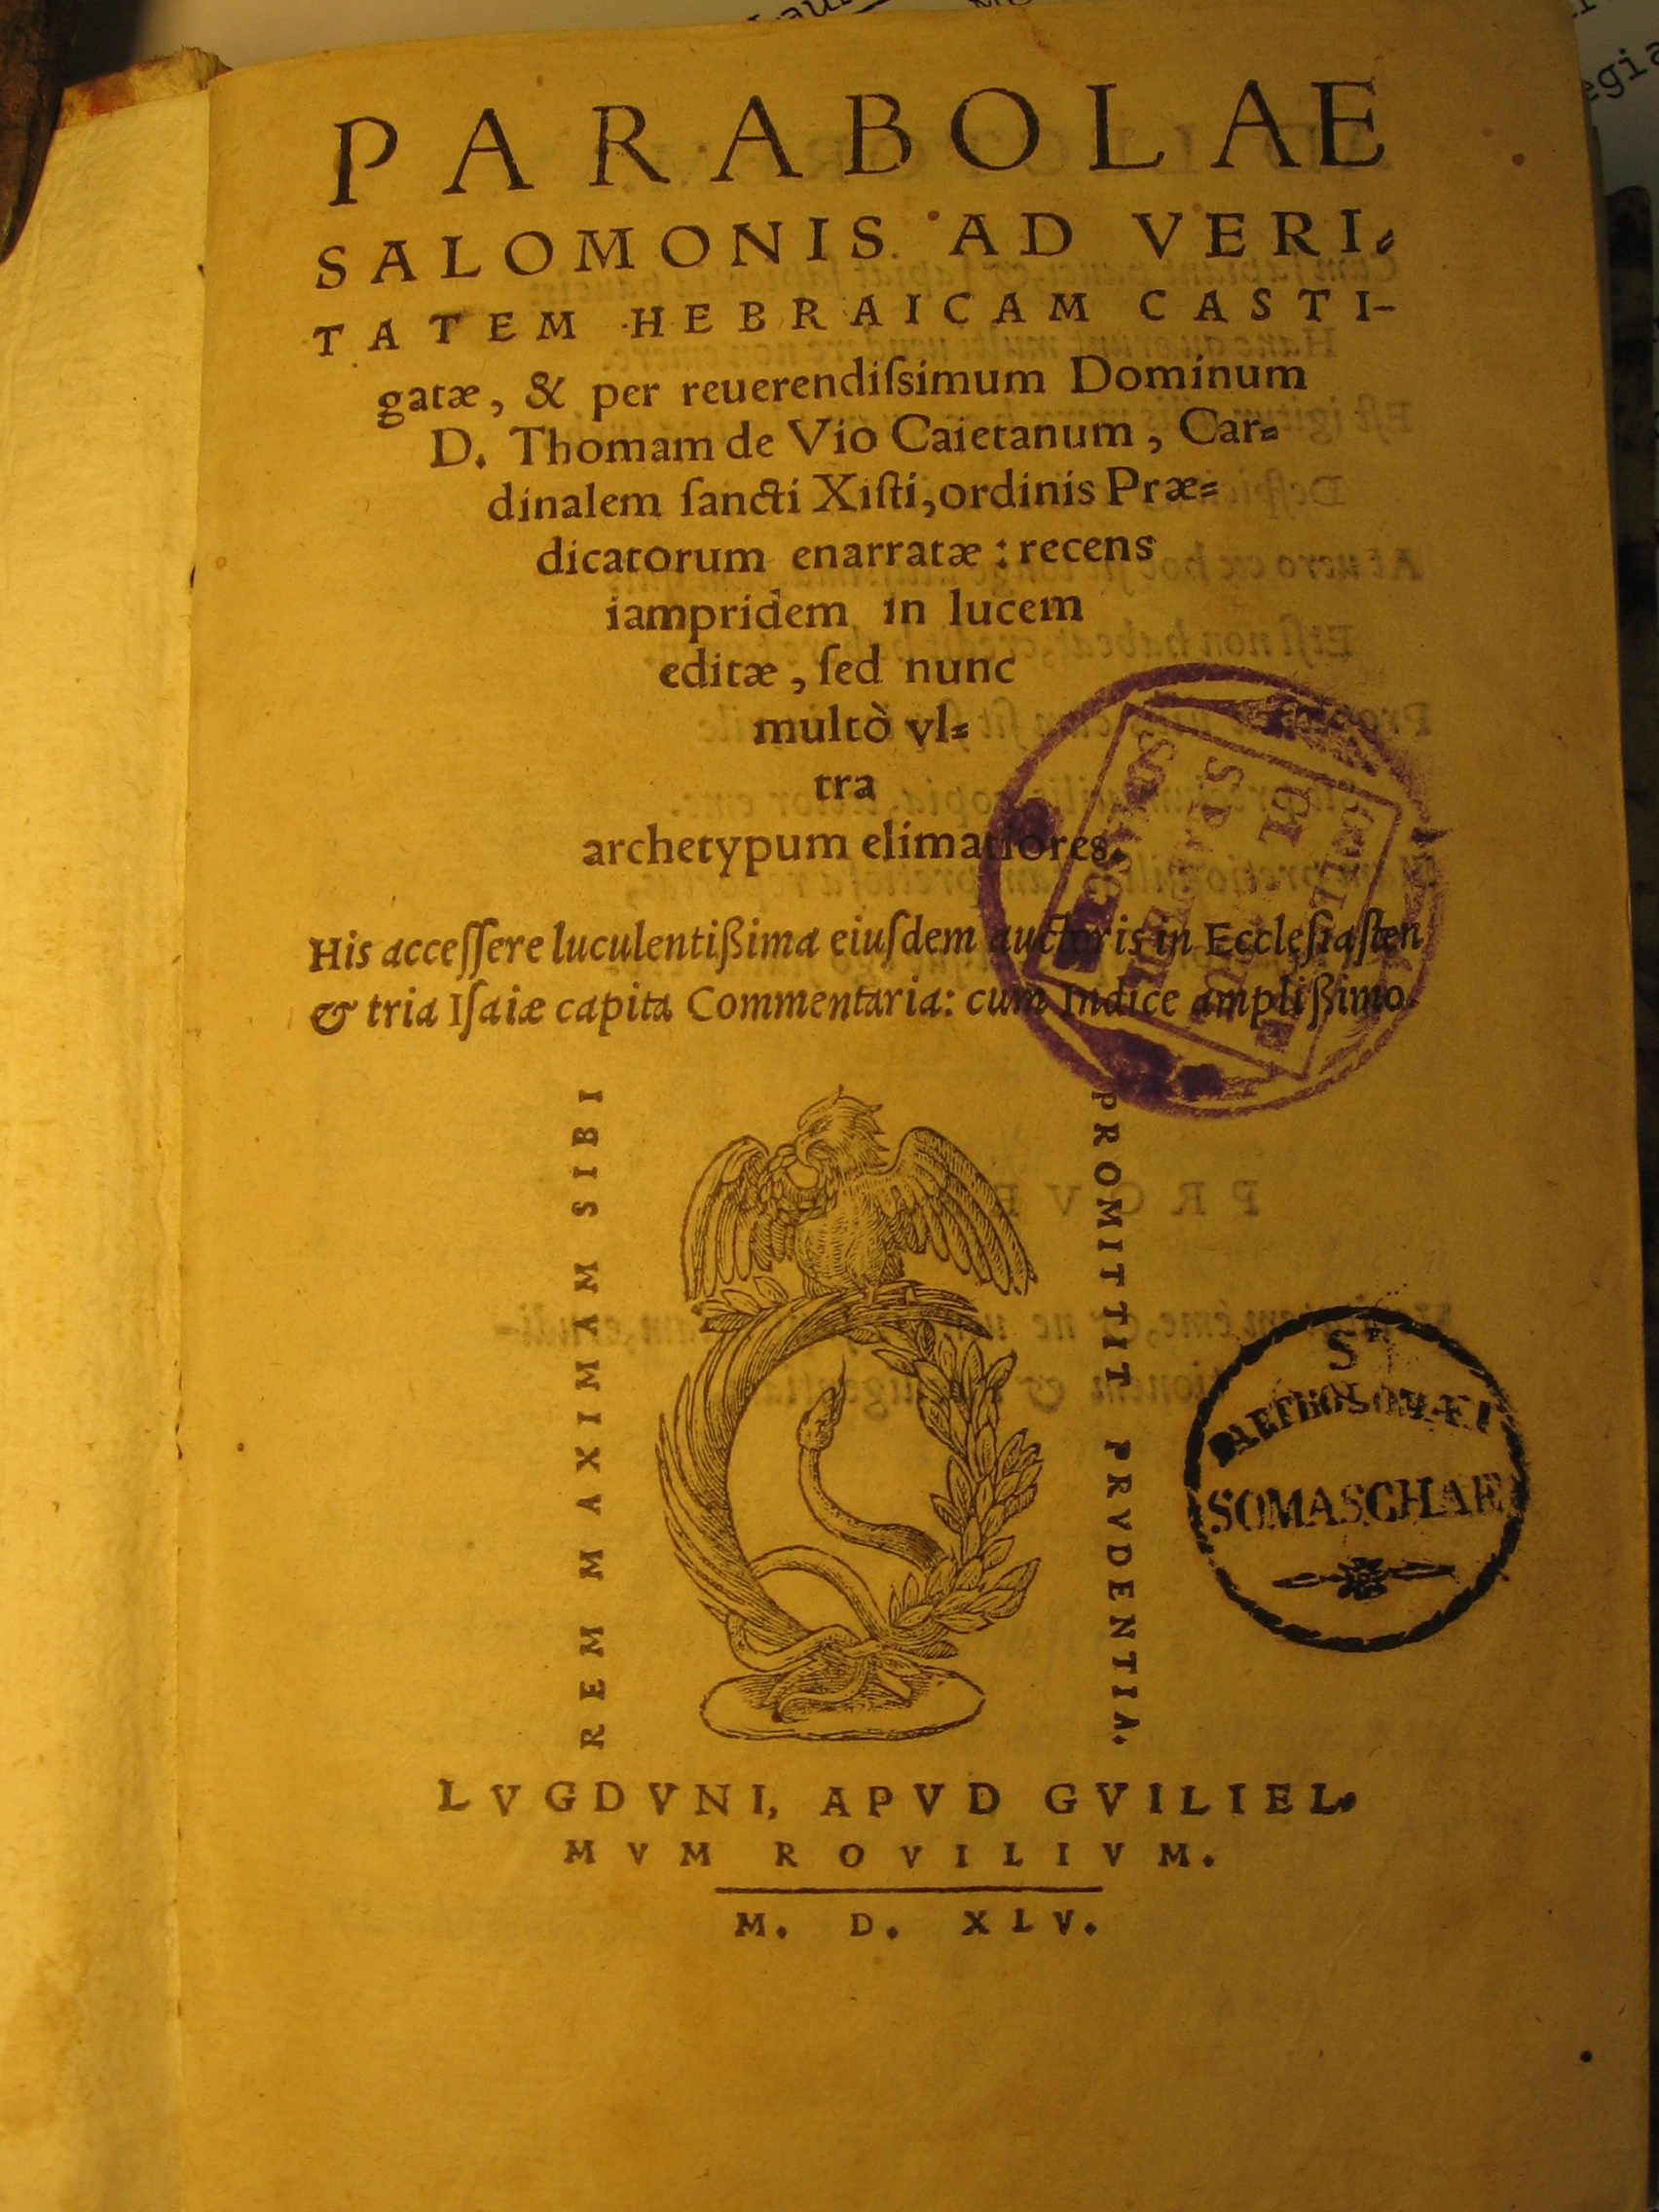 PARABOLAE
SALOMONIS. AD VERI-
TATEM HEBRAICAM CASTI-
gatæ, & per reuerendiſsimum Dominum
D. Thomam de Vio Caietanum, Car-
dinalem ſancti Xiſti, ordinis Præ-
dicatorum enarratæ : recens
iampridem in lucem
editæ, ſed nunc
multò vl-
tra
archetypum elimatiores.
His acceſſere luculentißima eiuſdem auctoris in Eccleſiaſten
& tria Iſaiæ capita Commentaria: cum Indice amplißimo.
REM MAXIMAM SIBI
PROMITTIT PRVDENTIA.
S.
BARTHOLOMÆI
SOMASCHAE
LVGDVNI, APVD GVILIEL-
MVM ROVILIVM.
M. D. XLV.